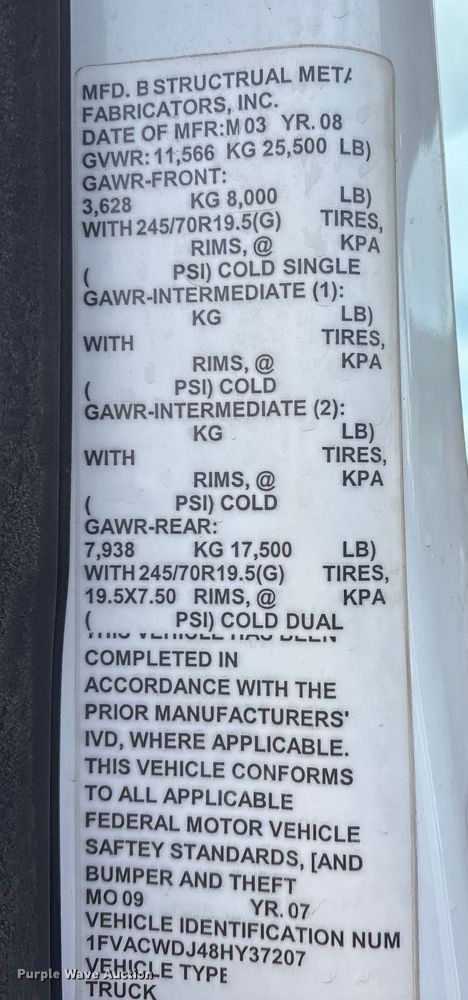 MFD. B STRUCTRUAL META
FABRICATORS, INC.
DATE OF MFR: M 03 YR. 08
GVWR: 11,566 KG 25,500 LB)
GAWR-FRONT:
3,628 KG 8,000 LB)
WITH 245/70R19.5(G) TIRES,
RIMS, @ KPA
( PSI) COLD SINGLE
GAWR-INTERMEDIATE (1):
KG LB)
WITH TIRES,
RIMS, @ KPA
( PSI) COLD
GAWR-INTERMEDIATE (2):
KG LB)
WITH TIRES,
RIMS, @ KPA
( PSI) COLD
GAWR-REAR:
7,938 KG 17,500 LB)
WITH 245/70R19.5(G) TIRES,
19.5X7.50 RIMS, @ KPA
( PSI) COLD DUAL
THIS VEHICLE HAS BEEN
COMPLETED IN
ACCORDANCE WITH THE
PRIOR MANUFACTURERS'
IVD, WHERE APPLICABLE.
THIS VEHICLE CONFORMS
TO ALL APPLICABLE
FEDERAL MOTOR VEHICLE
SAFTEY STANDARDS, [AND
BUMPER AND THEFT
MO 09 YR. 07
VEHICLE IDENTIFICATION NUM
1FVACWDJ48HY37207
VEHICLE TYPE
TRUCK
Purple Wave Auction